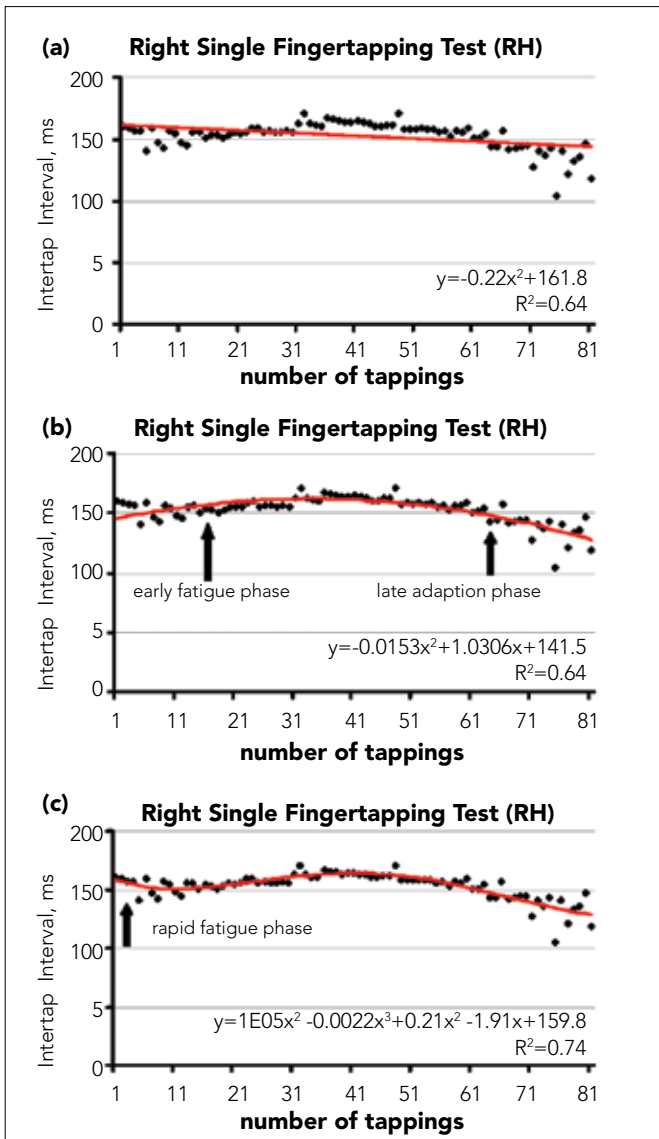 (a) Right Single Fingertapping Test (RH)
Intertap Interval, ms
200
150
100
5
0
y=-0.22x²+161.8
R²=0.64
1 11 21 31 41 51 61 71 81
number of tappings
(b) Right Single Fingertapping Test (RH)
Intertap Interval, ms
200
150
100
5
0
early fatigue phase
late adaption phase
y=-0.0153x²+1.0306x+141.5
R²=0.64
1 11 21 31 41 51 61 71 81
number of tappings
(c) Right Single Fingertapping Test (RH)
Intertap Interval, ms
200
150
100
5
0
rapid fatigue phase
y=1E05x² -0.0022x³+0.21x² -1.91x+159.8
R²=0.74
1 11 21 31 41 51 61 71 81
number of tappings